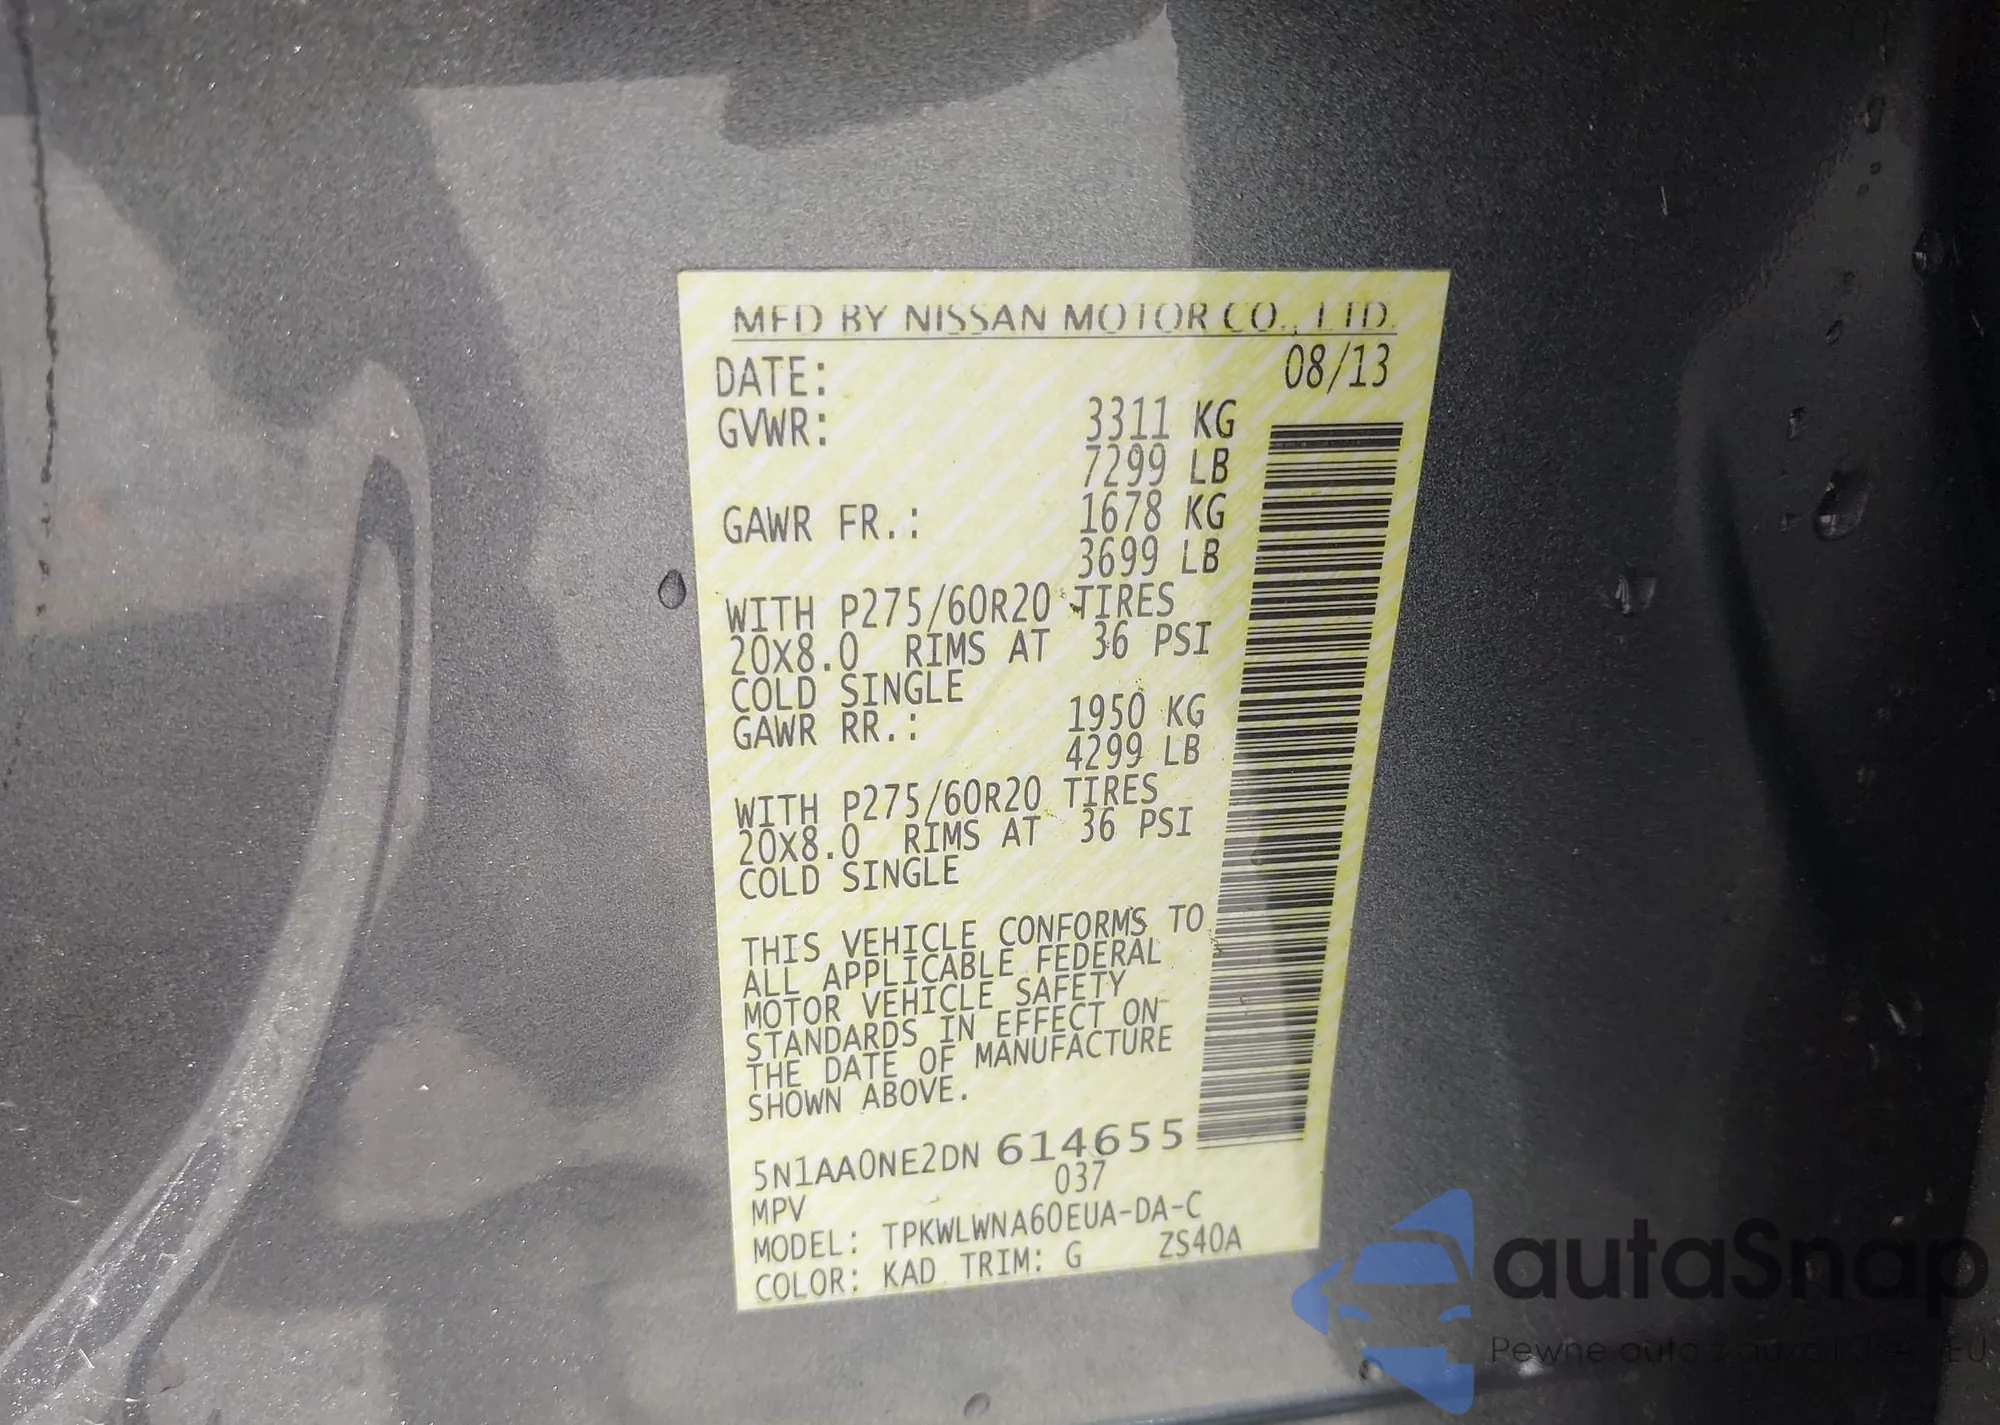 MFD BY NISSAN MOTOR CO., LTD.
DATE: 08/13
GVWR: 3311 KG
7299 LB
GAWR FR.: 1678 KG
3699 LB
WITH P275/60R20 TIRES
20X8.0 RIMS AT 36 PSI
COLD SINGLE
GAWR RR.: 1950 KG
4299 LB
WITH P275/60R20 TIRES
20X8.0 RIMS AT 36 PSI
COLD SINGLE
THIS VEHICLE CONFORMS TO
ALL APPLICABLE FEDERAL
MOTOR VEHICLE SAFETY
STANDARDS IN EFFECT ON
THE DATE OF MANUFACTURE
SHOWN ABOVE.
5N1AA0NE2DN 614655
MPV 037
MODEL: TPKWLWNA60EUA-DA-C
COLOR: KAD TRIM: G ZS40A
autaSnap
Pewne auta z EU